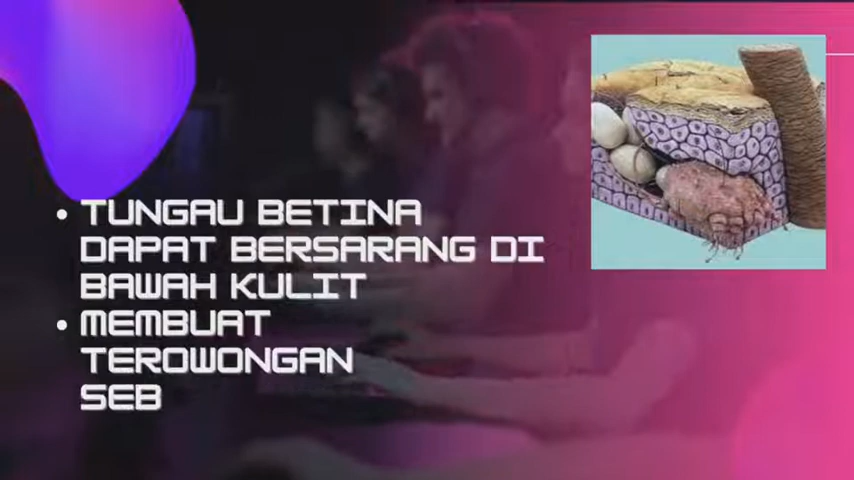 • TUNGAU BETINA
DAPAT BERSARANG DI
BAWAH KULIT
• MEMBUAT
TEROWONGAN
SEB